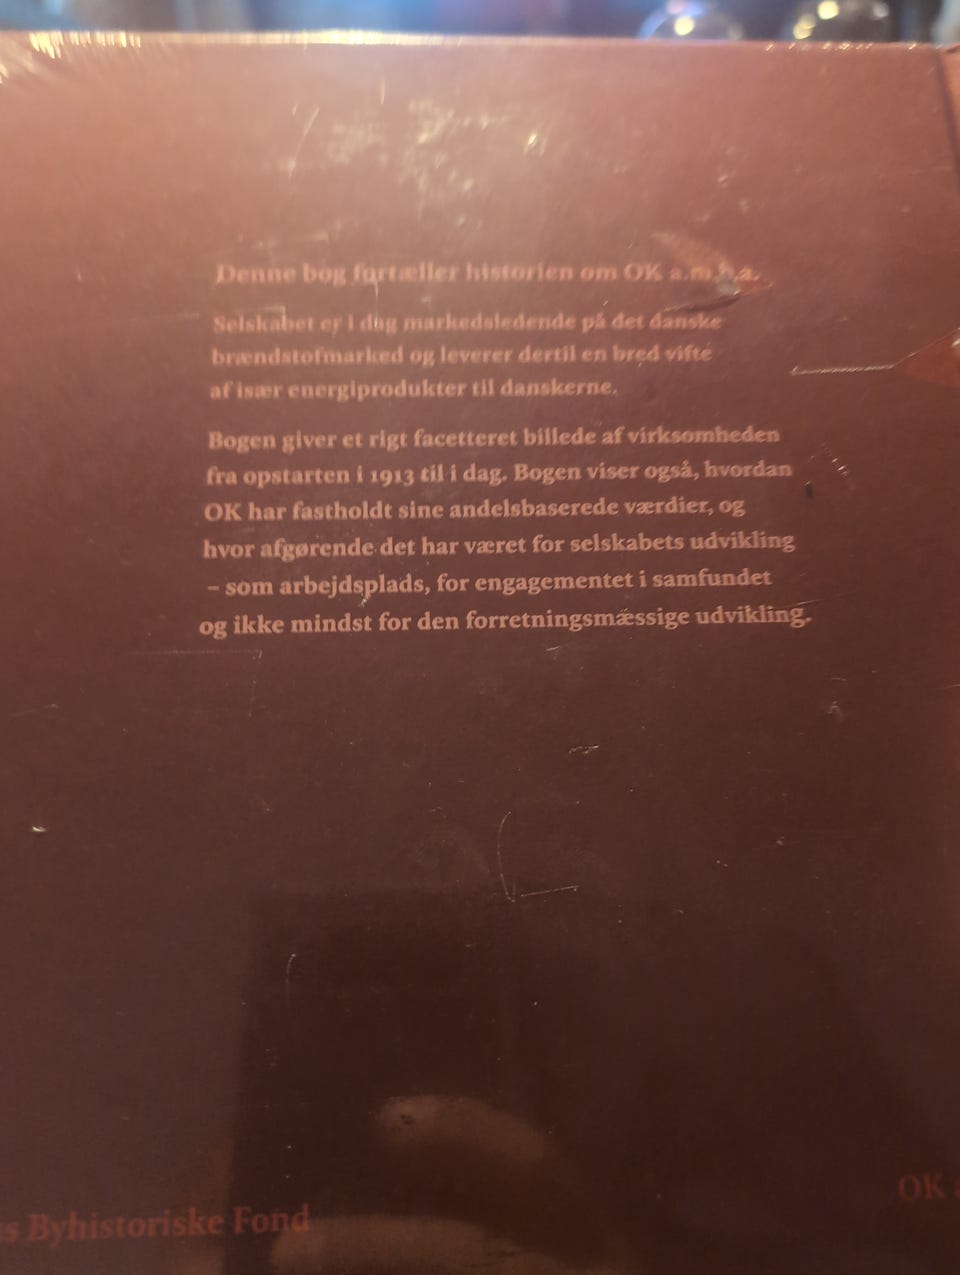 Denne bog fortæller historien om OK a.m.b.a.
Selskabet er i dag markedsledende på det danske
brændstofmarked og leverer dertil en bred vifte
af især energiprodukter til danskerne.
Bogen giver et rigt facetteret billede af virksomheden
fra opstarten i 1913 til i dag. Bogen viser også, hvordan
OK har fastholdt sine andelsbaserede værdier, og
hvor afgørende det har været for selskabets udvikling
– som arbejdsplads, for engagementet i samfundet
og ikke mindst for den forretningsmæssige udvikling.
Byhistoriske Fond
OK